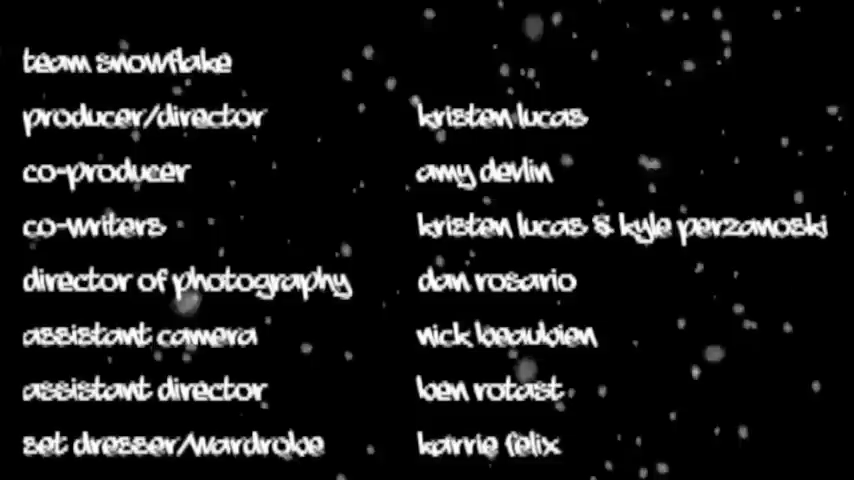 team snowflake
producer/director kristen lucas
co-producer amy devlin
co-writers kristen lucas & kyle perzanoski
director of photography dan rosario
assistant camera nick beaubien
assistant director ben rotast
set dresser/wardrobe karrie felix